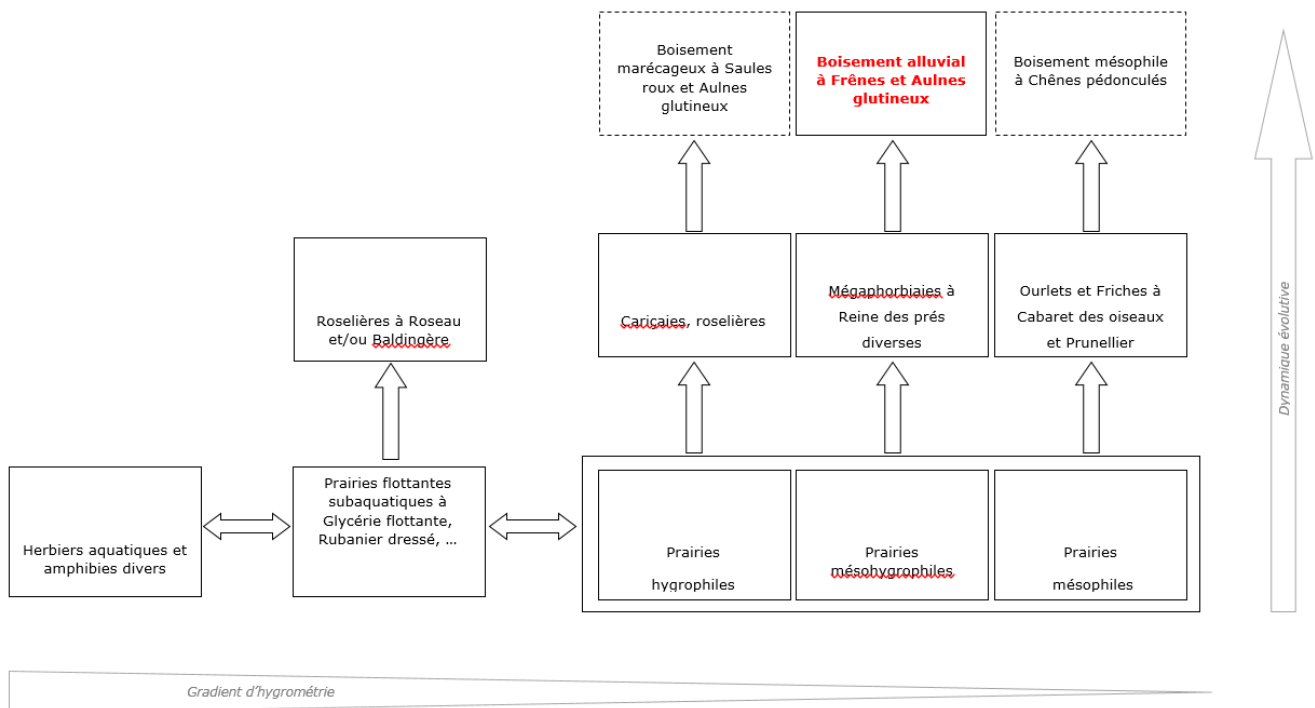 Boisement
marécageux à Saules
roux et Aulnes
glutineux
Boisement alluvial
à Frênes et Aulnes
glutineux
Boisement mésophile
à Chênes pédonculés
Roselières à Roseau
et/ou Baldingère
Cariçaies, roselières
Mégaphorbiaies à
Reine des prés
diverses
Ourlets et Friches à
Cabaret des oiseaux
et Prunellier
Dynamique évolutive
Herbiers aquatiques et
amphibies divers
Prairies flottantes
subaquatiques à
Glycérie flottante,
Rubanier dressé, ...
Prairies
hygrophiles
Prairies
mésohygrophiles
Prairies
mésophiles
Gradient d'hygrométrie